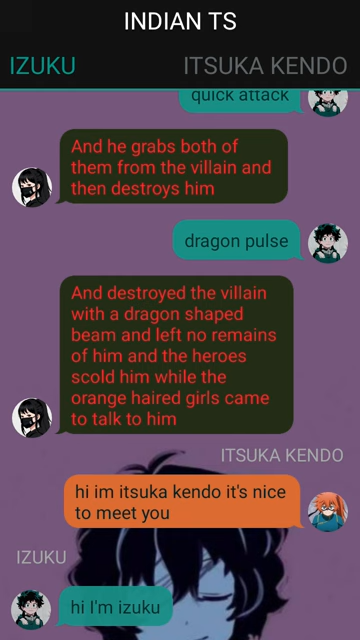 INDIAN TS
IZUKU
ITSUKA KENDO
quick attack
And he grabs both of
them from the villain and
then destroys him
dragon pulse
And destroyed the villain
with a dragon shaped
beam and left no remains
of him and the heroes
scold him while the
orange haired girls came
to talk to him
ITSUKA KENDO
hi im itsuka kendo it's nice
to meet you
IZUKU
hi I'm izuku